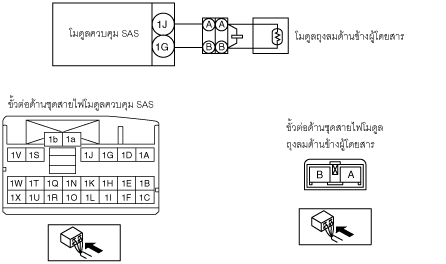 โมดูลควบคุม SAS
1J
1G
A A
B B
โมดูลถุงลมด้านข้างผู้โดยสาร
ขั้วต่อด้านชุดสายไฟโมดูลควบคุม SAS
1b 1a
1V 1S 1J 1G 1D 1A
1W 1T 1Q 1N 1K 1H 1E 1B
1X 1U 1R 1O 1L 1I 1F 1C
ขั้วต่อด้านชุดสายไฟโมดูล
ถุงลมด้านข้างผู้โดยสาร
B A